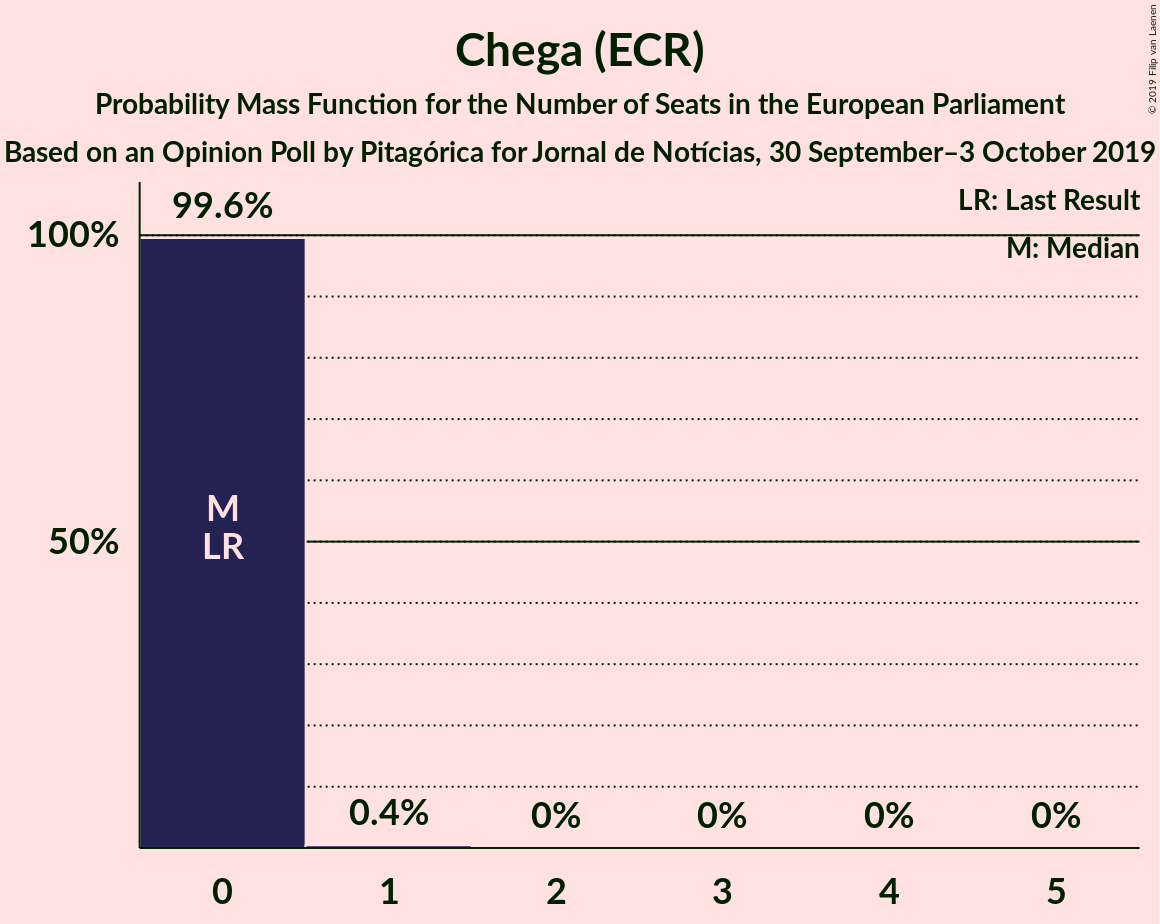 Chega (ECR)
Probability Mass Function for the Number of Seats in the European Parliament
Based on an Opinion Poll by Pitagórica for Jornal de Notícias, 30 September–3 October 2019
© 2019 Filip van Laenen
LR: Last Result
M: Median
99.6%
100%
M
LR
50%
0.4%
0%
0%
0%
0%
0
1
2
3
4
5